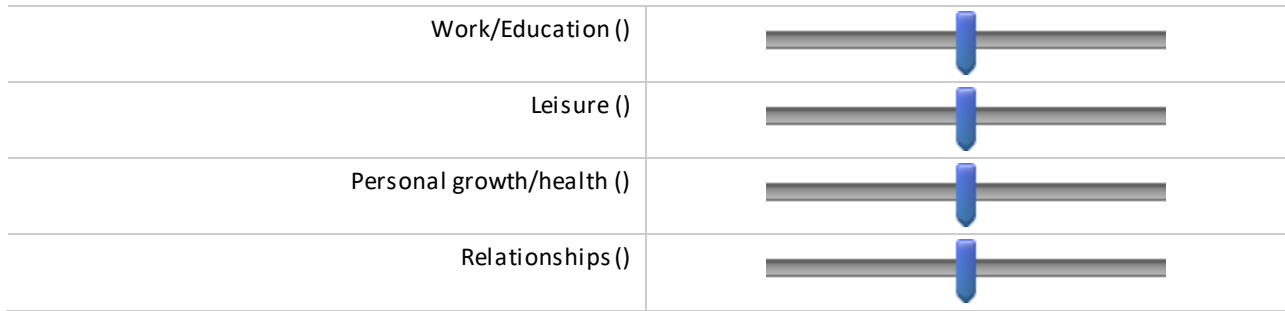 Work/Education ()
Leisure ()
Personal growth/health ()
Relationships ()